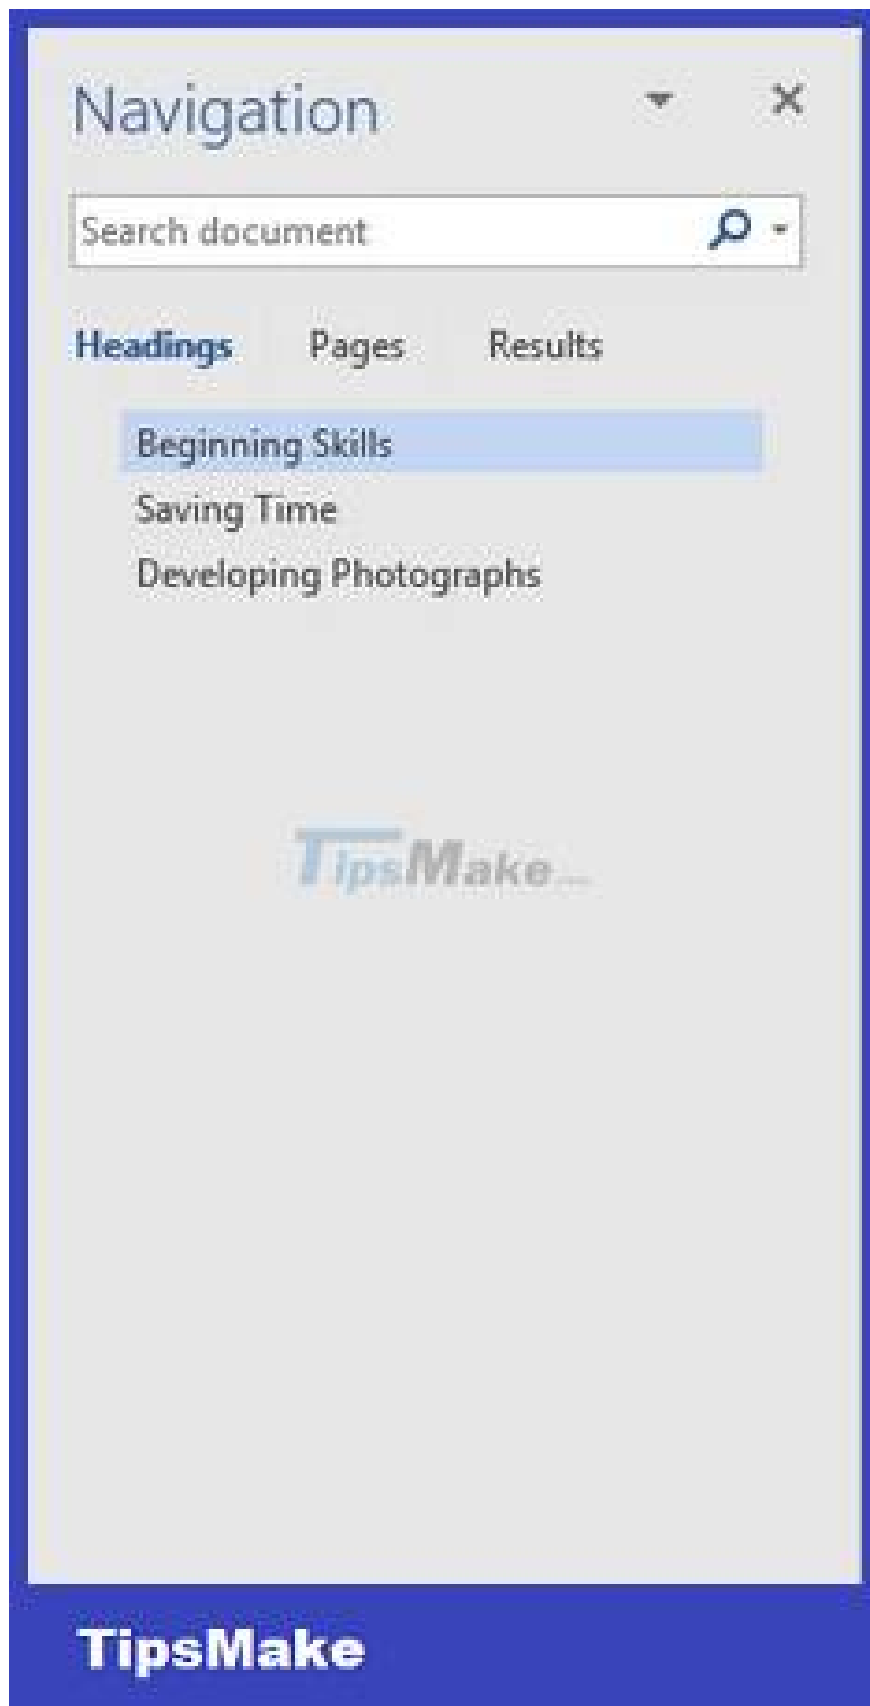 Navigation
Search document
Headings Pages Results
Beginning Skills
Saving Time
Developing Photographs
TipsMake
TipsMake